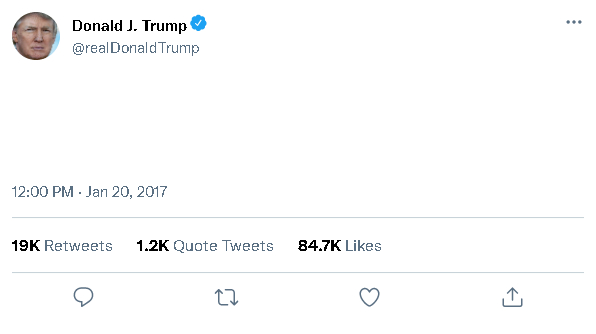 Donald J. Trump
@realDonaldTrump
12:00 PM · Jan 20, 2017
19K Retweets 1.2K Quote Tweets 84.7K Likes